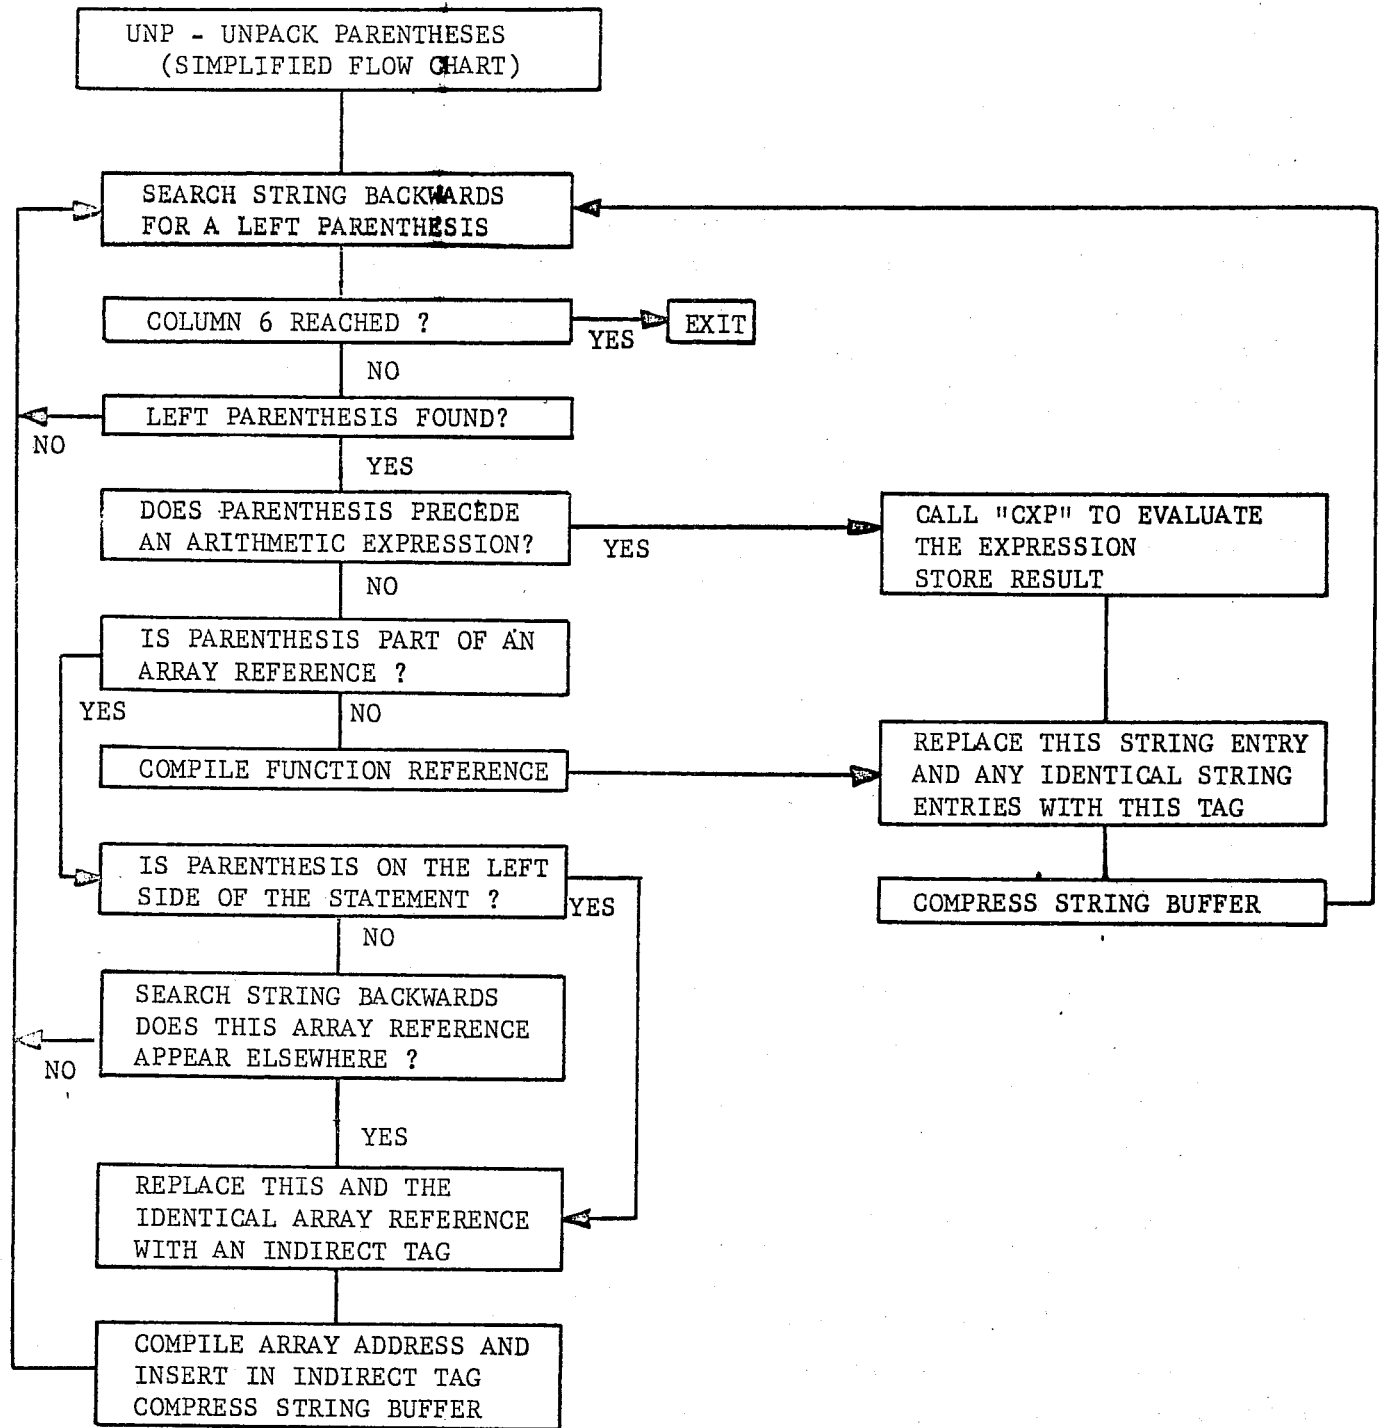 UNP - UNPACK PARENTHESES
(SIMPLIFIED FLOW CHART)
SEARCH STRING BACKWARDS
FOR A LEFT PARENTHESIS
COLUMN 6 REACHED ?
YES
EXIT
NO
LEFT PARENTHESIS FOUND?
NO
YES
DOES PARENTHESIS PRECEDE
AN ARITHMETIC EXPRESSION?
YES
CALL "CXP" TO EVALUATE
THE EXPRESSION
STORE RESULT
NO
IS PARENTHESIS PART OF AN
ARRAY REFERENCE ?
YES
NO
COMPILE FUNCTION REFERENCE
REPLACE THIS STRING ENTRY
AND ANY IDENTICAL STRING
ENTRIES WITH THIS TAG
IS PARENTHESIS ON THE LEFT
SIDE OF THE STATEMENT ?
YES
COMPRESS STRING BUFFER
NO
SEARCH STRING BACKWARDS
DOES THIS ARRAY REFERENCE
APPEAR ELSEWHERE ?
NO
YES
REPLACE THIS AND THE
IDENTICAL ARRAY REFERENCE
WITH AN INDIRECT TAG
COMPILE ARRAY ADDRESS AND
INSERT IN INDIRECT TAG
COMPRESS STRING BUFFER